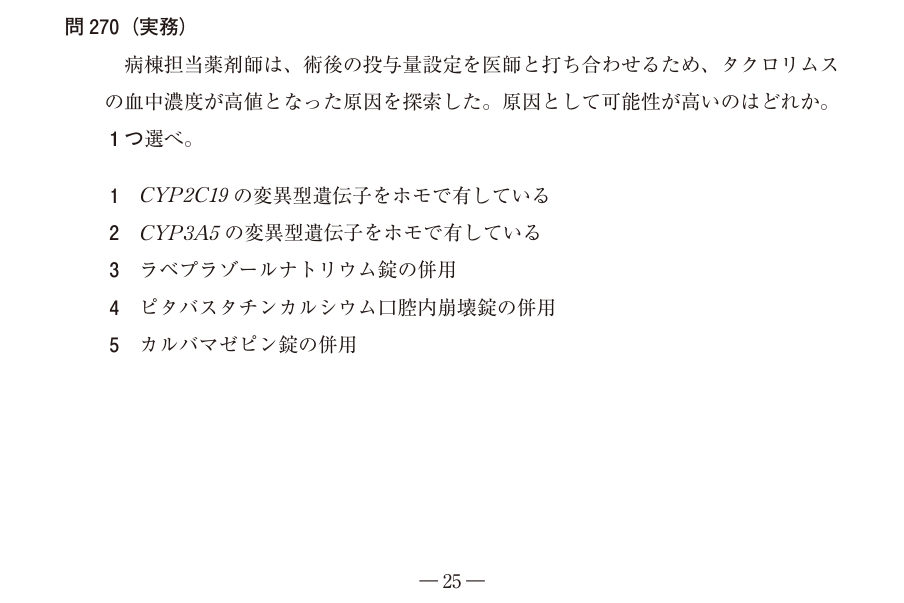 問 270（実務）
病棟担当薬剤師は、術後の投与量設定を医師と打ち合わせるため、タクロリムス
の血中濃度が高値となった原因を探索した。原因として可能性が高いのはどれか。
1つ選べ。
1 CYP2C19 の変異型遺伝子をホモで有している
2 CYP3A5 の変異型遺伝子をホモで有している
3 ラベプラゾールナトリウム錠の併用
4 ピタバスタチンカルシウム口腔内崩壊錠の併用
5 カルバマゼピン錠の併用
— 25 —